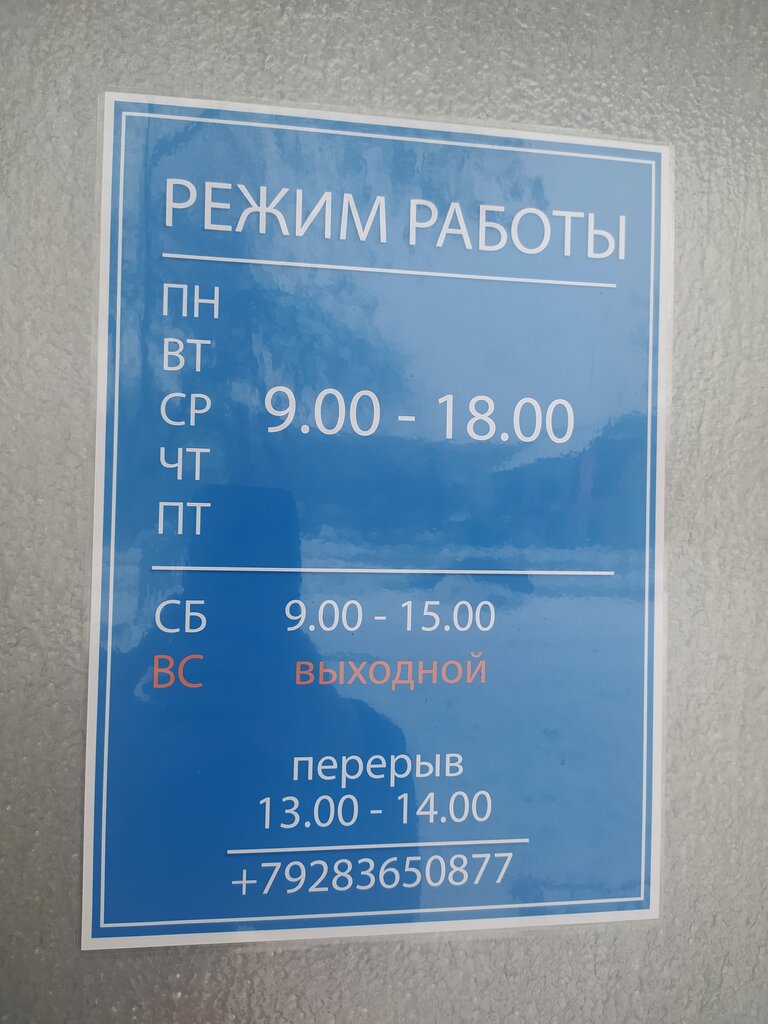 РЕЖИМ РАБОТЫ
ПН
ВТ
СР 9.00 - 18.00
ЧТ
ПТ
СБ 9.00 - 15.00
ВС выходной
перерыв
13.00 - 14.00
+79283650877